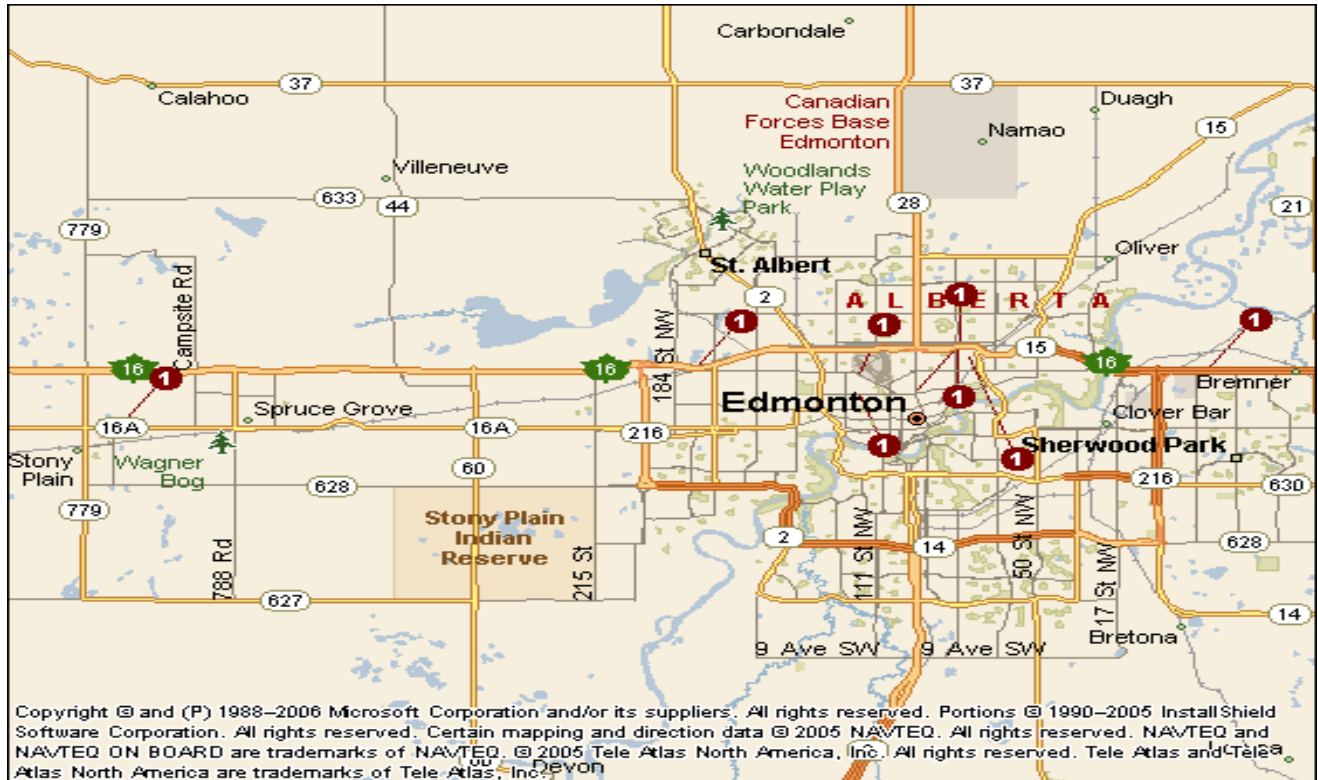 Carbondale
37
37
Calahoo
Canadian
Forces Base
Edmonton
Duagh
Namao
15
Villeneuve
Woodlands
Water Play
Park
633
44
28
21
779
Oliver
St. Albert
Campsite Rd
2
ALBERTA
1
1
1
1
184 St NW
15
16
16
16
1
Bremner
1
Edmonton
Spruce Grove
Clover Bar
16A
16A
216
1
1
Sherwood Park
Stony
Plain
Wagner
Bog
60
628
216
630
779
Stony Plain
Indian
Reserve
788 Rd
215 St
2
111 St NW
14
50 St NW
17 St NW
628
627
14
Bretona
9 Ave SW
9 Ave SW
Copyright © and (P) 1988–2006 Microsoft Corporation and/or its suppliers. All rights reserved. Portions © 1990–2005 InstallShield
Software Corporation. All rights reserved. Certain mapping and direction data © 2005 NAVTEQ. All rights reserved. NAVTEQ and
NAVTEQ ON BOARD are trademarks of NAVTEQ. © 2005 Tele Atlas North America, Inc. All rights reserved. Tele Atlas and Tele
Atlas North America are trademarks of Tele Atlas, Inc.
Devon